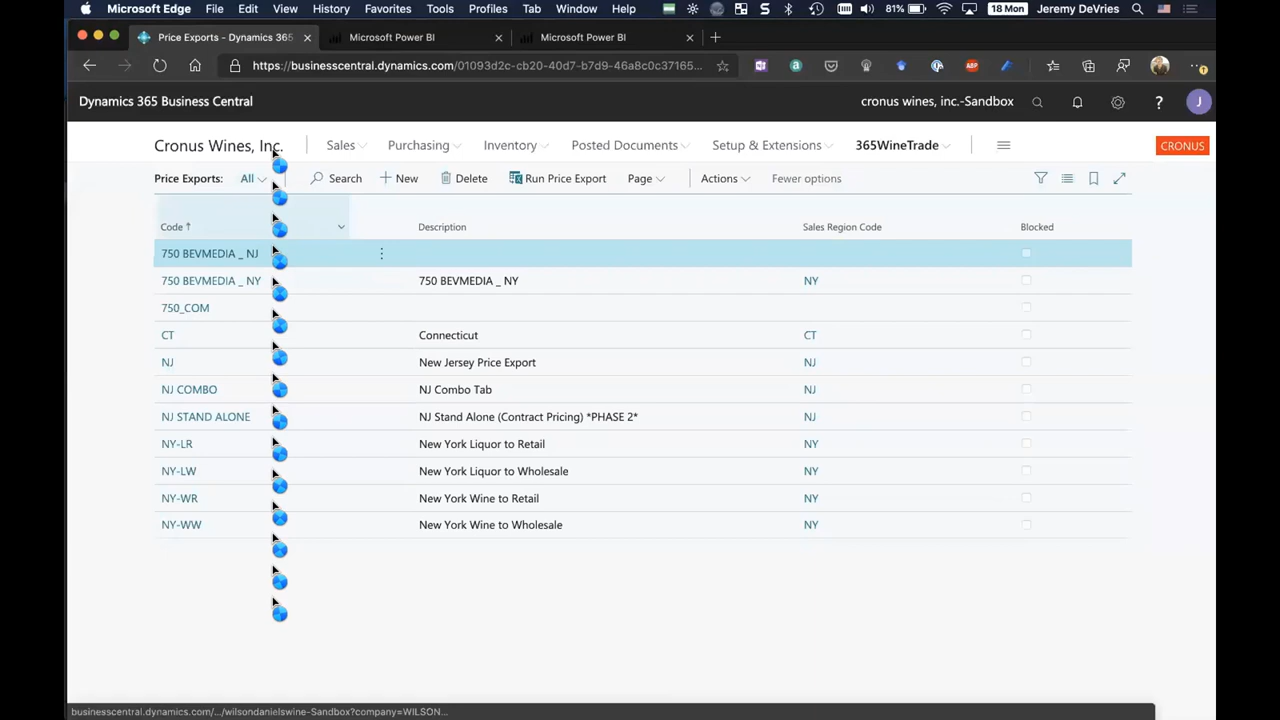 Microsoft Edge File Edit View History Favorites Tools Profiles Tab Window Help 81% 18 Mon Jeremy DeVries
Price Exports - Dynamics 365 Microsoft Power BI Microsoft Power BI
https://businesscentral.dynamics.com/01093d2c-cb20-40d7-b7d9-46a8c0c37165... ABP
Dynamics 365 Business Central cronus wines, inc.-Sandbox ? J
Cronus Wines, Inc. Sales Purchasing Inventory Posted Documents Setup & Extensions 365WineTrade CRONUS
Price Exports: All Search New Delete Run Price Export Page Actions Fewer options
Code ↑ Description Sales Region Code Blocked
750 BEVMEDIA _ NJ
750 BEVMEDIA _ NY 750 BEVMEDIA _ NY NY
750_COM
CT Connecticut CT
NJ New Jersey Price Export NJ
NJ COMBO NJ Combo Tab NJ
NJ STAND ALONE NJ Stand Alone (Contract Pricing) *PHASE 2* NJ
NY-LR New York Liquor to Retail NY
NY-LW New York Liquor to Wholesale NY
NY-WR New York Wine to Retail NY
NY-WW New York Wine to Wholesale NY
businesscentral.dynamics.com/.../wilsondanielswine-Sandbox?company=WILSON...